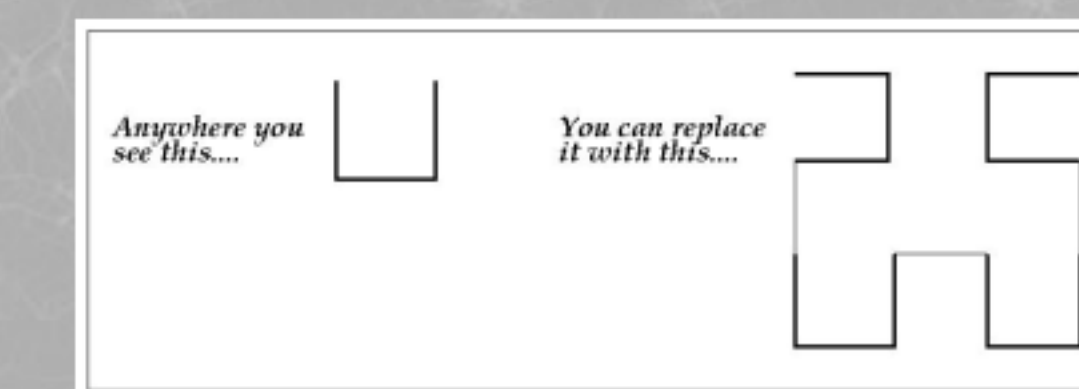 Anywhere you
see this....
You can replace
it with this....